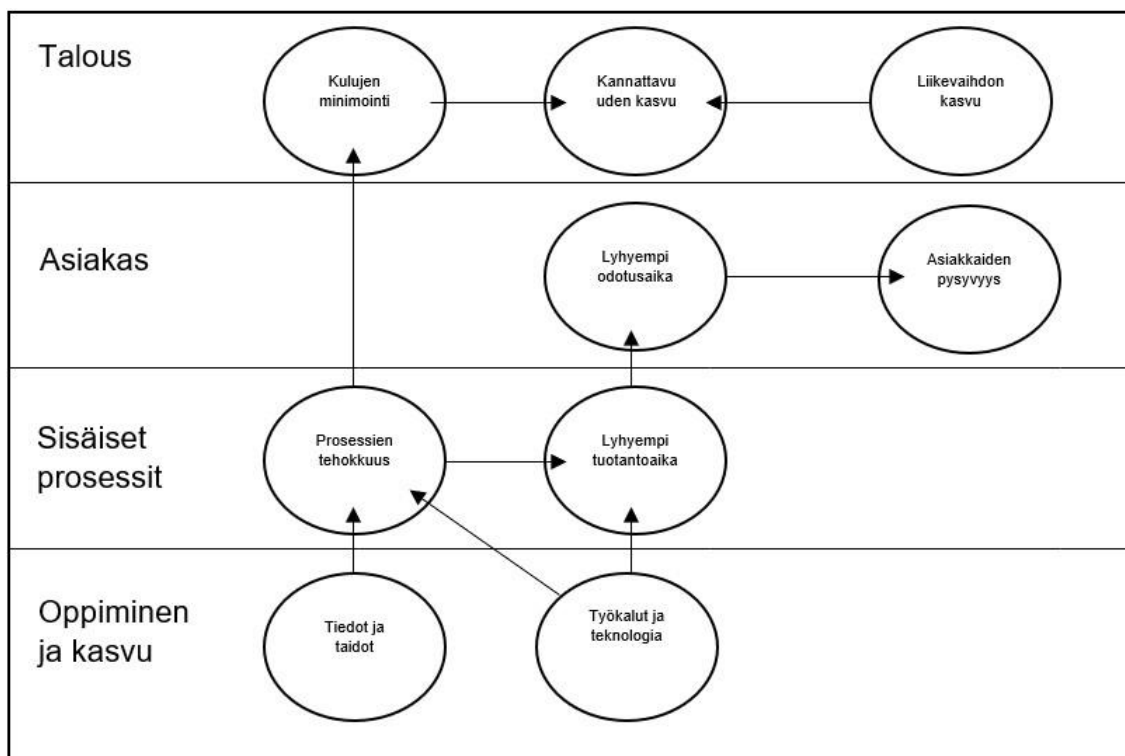 Talous
Kulujen
minimointi
Kannattavu
uden kasvu
Liikevaihdon
kasvu
Asiakas
Lyhyempi
odotusaika
Asiakkaiden
pysyvyys
Sisäiset
prosessit
Prosessien
tehokkuus
Lyhyempi
tuotantoaika
Oppiminen
ja kasvu
Tiedot ja
taidot
Työkalut ja
teknologia